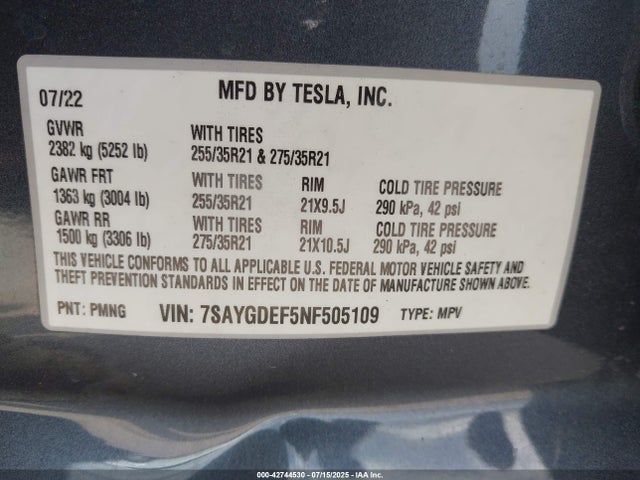 07/22 MFD BY TESLA, INC.
GVWR WITH TIRES
2382 kg (5252 lb) 255/35R21 & 275/35R21
GAWR FRT WITH TIRES RIM COLD TIRE PRESSURE
1363 kg (3004 lb) 255/35R21 21X9.5J 290 kPa, 42 psi
GAWR RR WITH TIRES RIM COLD TIRE PRESSURE
1500 kg (3306 lb) 275/35R21 21X10.5J 290 kPa, 42 psi
THIS VEHICLE CONFORMS TO ALL APPLICABLE U.S. FEDERAL MOTOR VEHICLE SAFETY AND
THEFT PREVENTION STANDARDS IN EFFECT ON THE DATE OF MANUFACTURE SHOWN ABOVE.
PNT: PMNG VIN: 7SAYGDEF5NF505109 TYPE: MPV
000-42744530 - 07/15/2025 - IAA Inc.